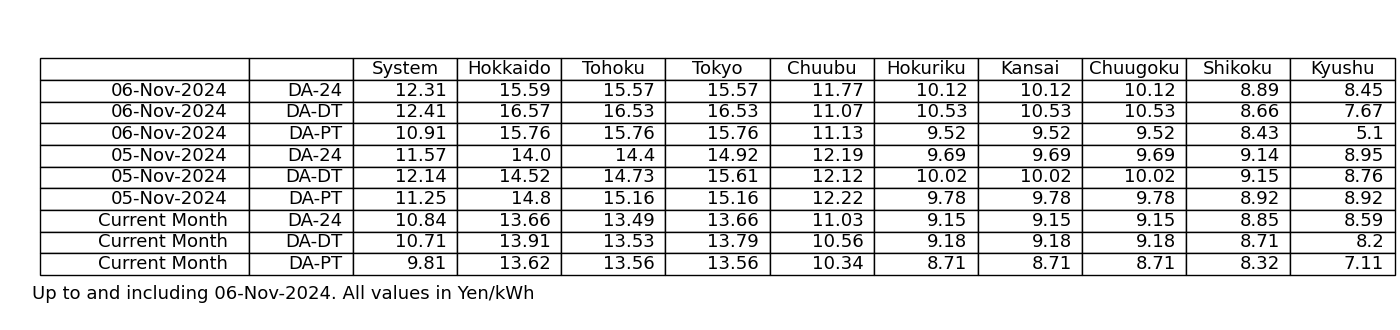 System Hokkaido Tohoku Tokyo Chuubu Hokuriku Kansai Chuugoku Shikoku Kyushu
06-Nov-2024 DA-24 12.31 15.59 15.57 15.57 11.77 10.12 10.12 10.12 8.89 8.45
06-Nov-2024 DA-DT 12.41 16.57 16.53 16.53 11.07 10.53 10.53 10.53 8.66 7.67
06-Nov-2024 DA-PT 10.91 15.76 15.76 15.76 11.13 9.52 9.52 9.52 8.43 5.1
05-Nov-2024 DA-24 11.57 14.0 14.4 14.92 12.19 9.69 9.69 9.69 9.14 8.95
05-Nov-2024 DA-DT 12.14 14.52 14.73 15.61 12.12 10.02 10.02 10.02 9.15 8.76
05-Nov-2024 DA-PT 11.25 14.8 15.16 15.16 12.22 9.78 9.78 9.78 8.92 8.92
Current Month DA-24 10.84 13.66 13.49 13.66 11.03 9.15 9.15 9.15 8.85 8.59
Current Month DA-DT 10.71 13.91 13.53 13.79 10.56 9.18 9.18 9.18 8.71 8.2
Current Month DA-PT 9.81 13.62 13.56 13.56 10.34 8.71 8.71 8.71 8.32 7.11
Up to and including 06-Nov-2024. All values in Yen/kWh